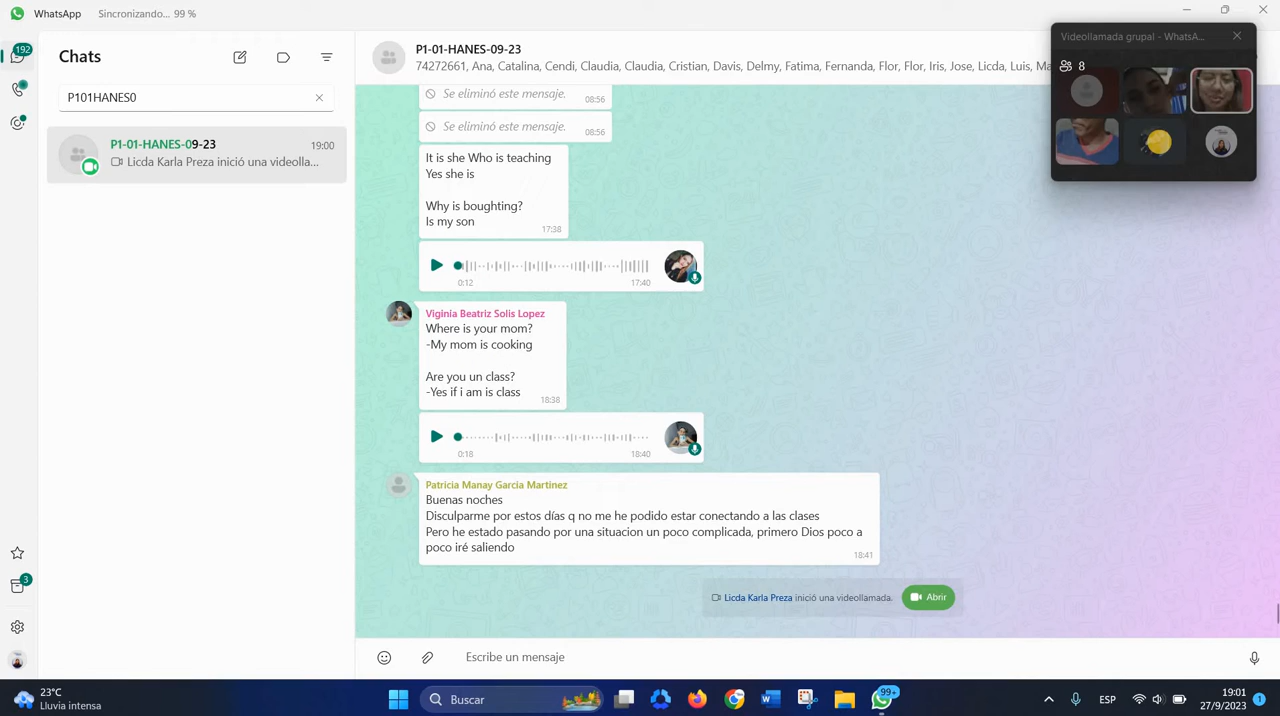 WhatsApp
Sincronizando... 99 %
192
Chats
P101HANES0
P1-01-HANES-09-23
19:00
Licda Karla Preza inició una videolla...
3
P1-01-HANES-09-23
74272661, Ana, Catalina, Cendi, Claudia, Claudia, Cristian, Davis, Delmy, Fatima, Fernanda, Flor, Flor, Iris, Jose, Licda, Luis, Ma
Videollamada grupal - WhatsA...
8
Se eliminó este mensaje.
08:56
Se eliminó este mensaje.
08:56
It is she Who is teaching
Yes she is
Why is boughting?
Is my son
17:38
0:12
17:40
Viginia Beatriz Solis Lopez
Where is your mom?
-My mom is cooking
Are you un class?
-Yes if i am is class
18:38
0:18
18:40
Patricia Manay Garcia Martinez
Buenas noches
Disculparme por estos días q no me he podido estar conectando a las clases
Pero he estado pasando por una situacion un poco complicada, primero Dios poco a
poco iré saliendo
18:41
Licda Karla Preza inició una videollamada.
Abrir
Escribe un mensaje
23°C
Lluvia intensa
Buscar
99+
ESP
19:01
27/9/2023
1